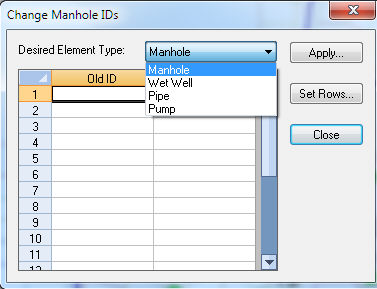 Change Manhole IDs
Desired Element Type: Manhole Apply...
Manhole
Wet Well
Pipe
Pump
Old ID
1
2
3
4
5
6
7
8
9
10
11
Set Rows...
Close